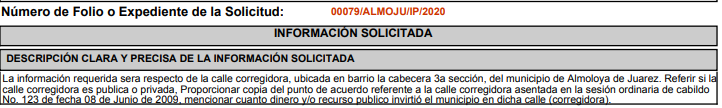 Número de Folio o Expediente de la Solicitud: 00079/ALMOJU/IP/2020
INFORMACIÓN SOLICITADA
DESCRIPCIÓN CLARA Y PRECISA DE LA INFORMACIÓN SOLICITADA
La información requerida sera respecto de la calle corregidora, ubicada en barrio la cabecera 3a sección, del municipio de Almoloya de Juarez. Referir si la
calle corregidora es publica o privada, Proporcionar copia del punto de acuerdo referente a la calle corregidora asentada en la sesión ordinaria de cabildo
No. 123 de fecha 08 de Junio de 2009, mencionar cuanto dinero y/o recurso publico invirtió el municipio en dicha calle (corregidora).